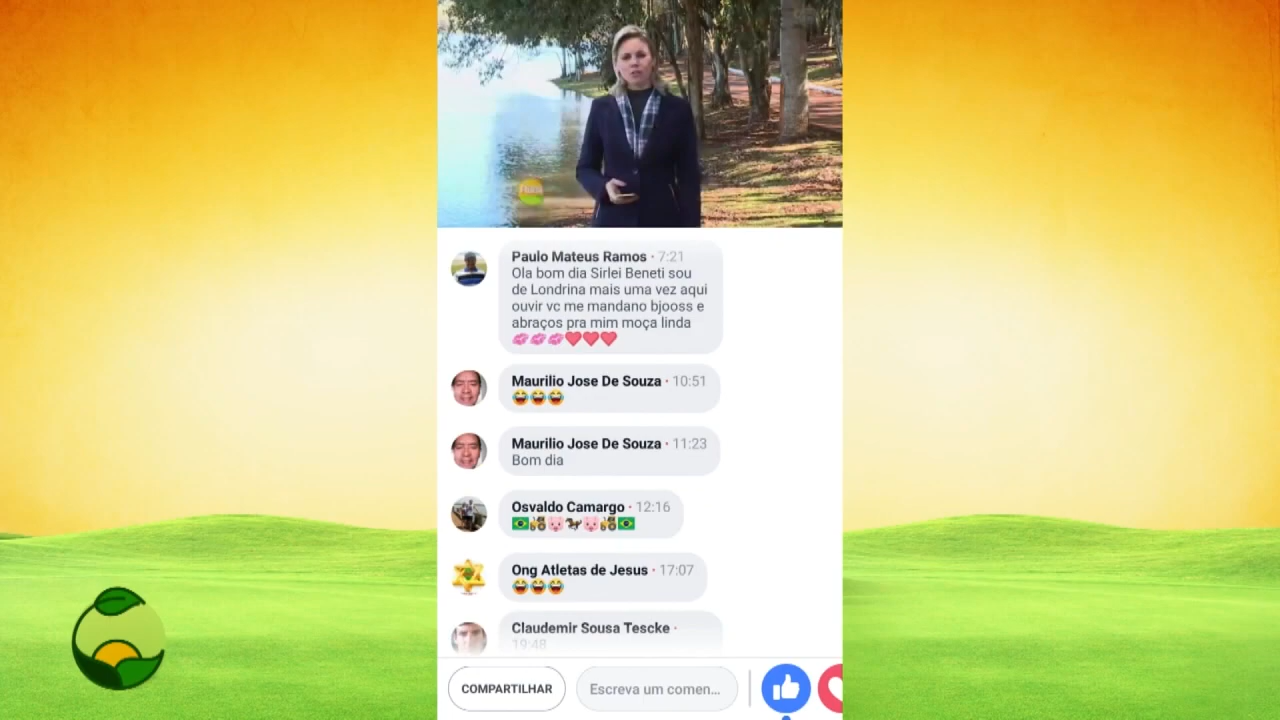 Paulo Mateus Ramos · 7:21
Ola bom dia Sirlei Beneti sou
de Londrina mais uma vez aqui
ouvir vc me mandano bjooss e
abraços pra mim moça linda
💋💋💋❤️❤️❤️
Maurilio Jose De Souza · 10:51
😂😂😂
Maurilio Jose De Souza · 11:23
Bom dia
Osvaldo Camargo · 12:16
🇧🇷🚜🐷🐎🐷🚜🇧🇷
Ong Atletas de Jesus · 17:07
😂😂😂
Claudemir Sousa Tescke ·
19:48
COMPARTILHAR
Escreva um comen...